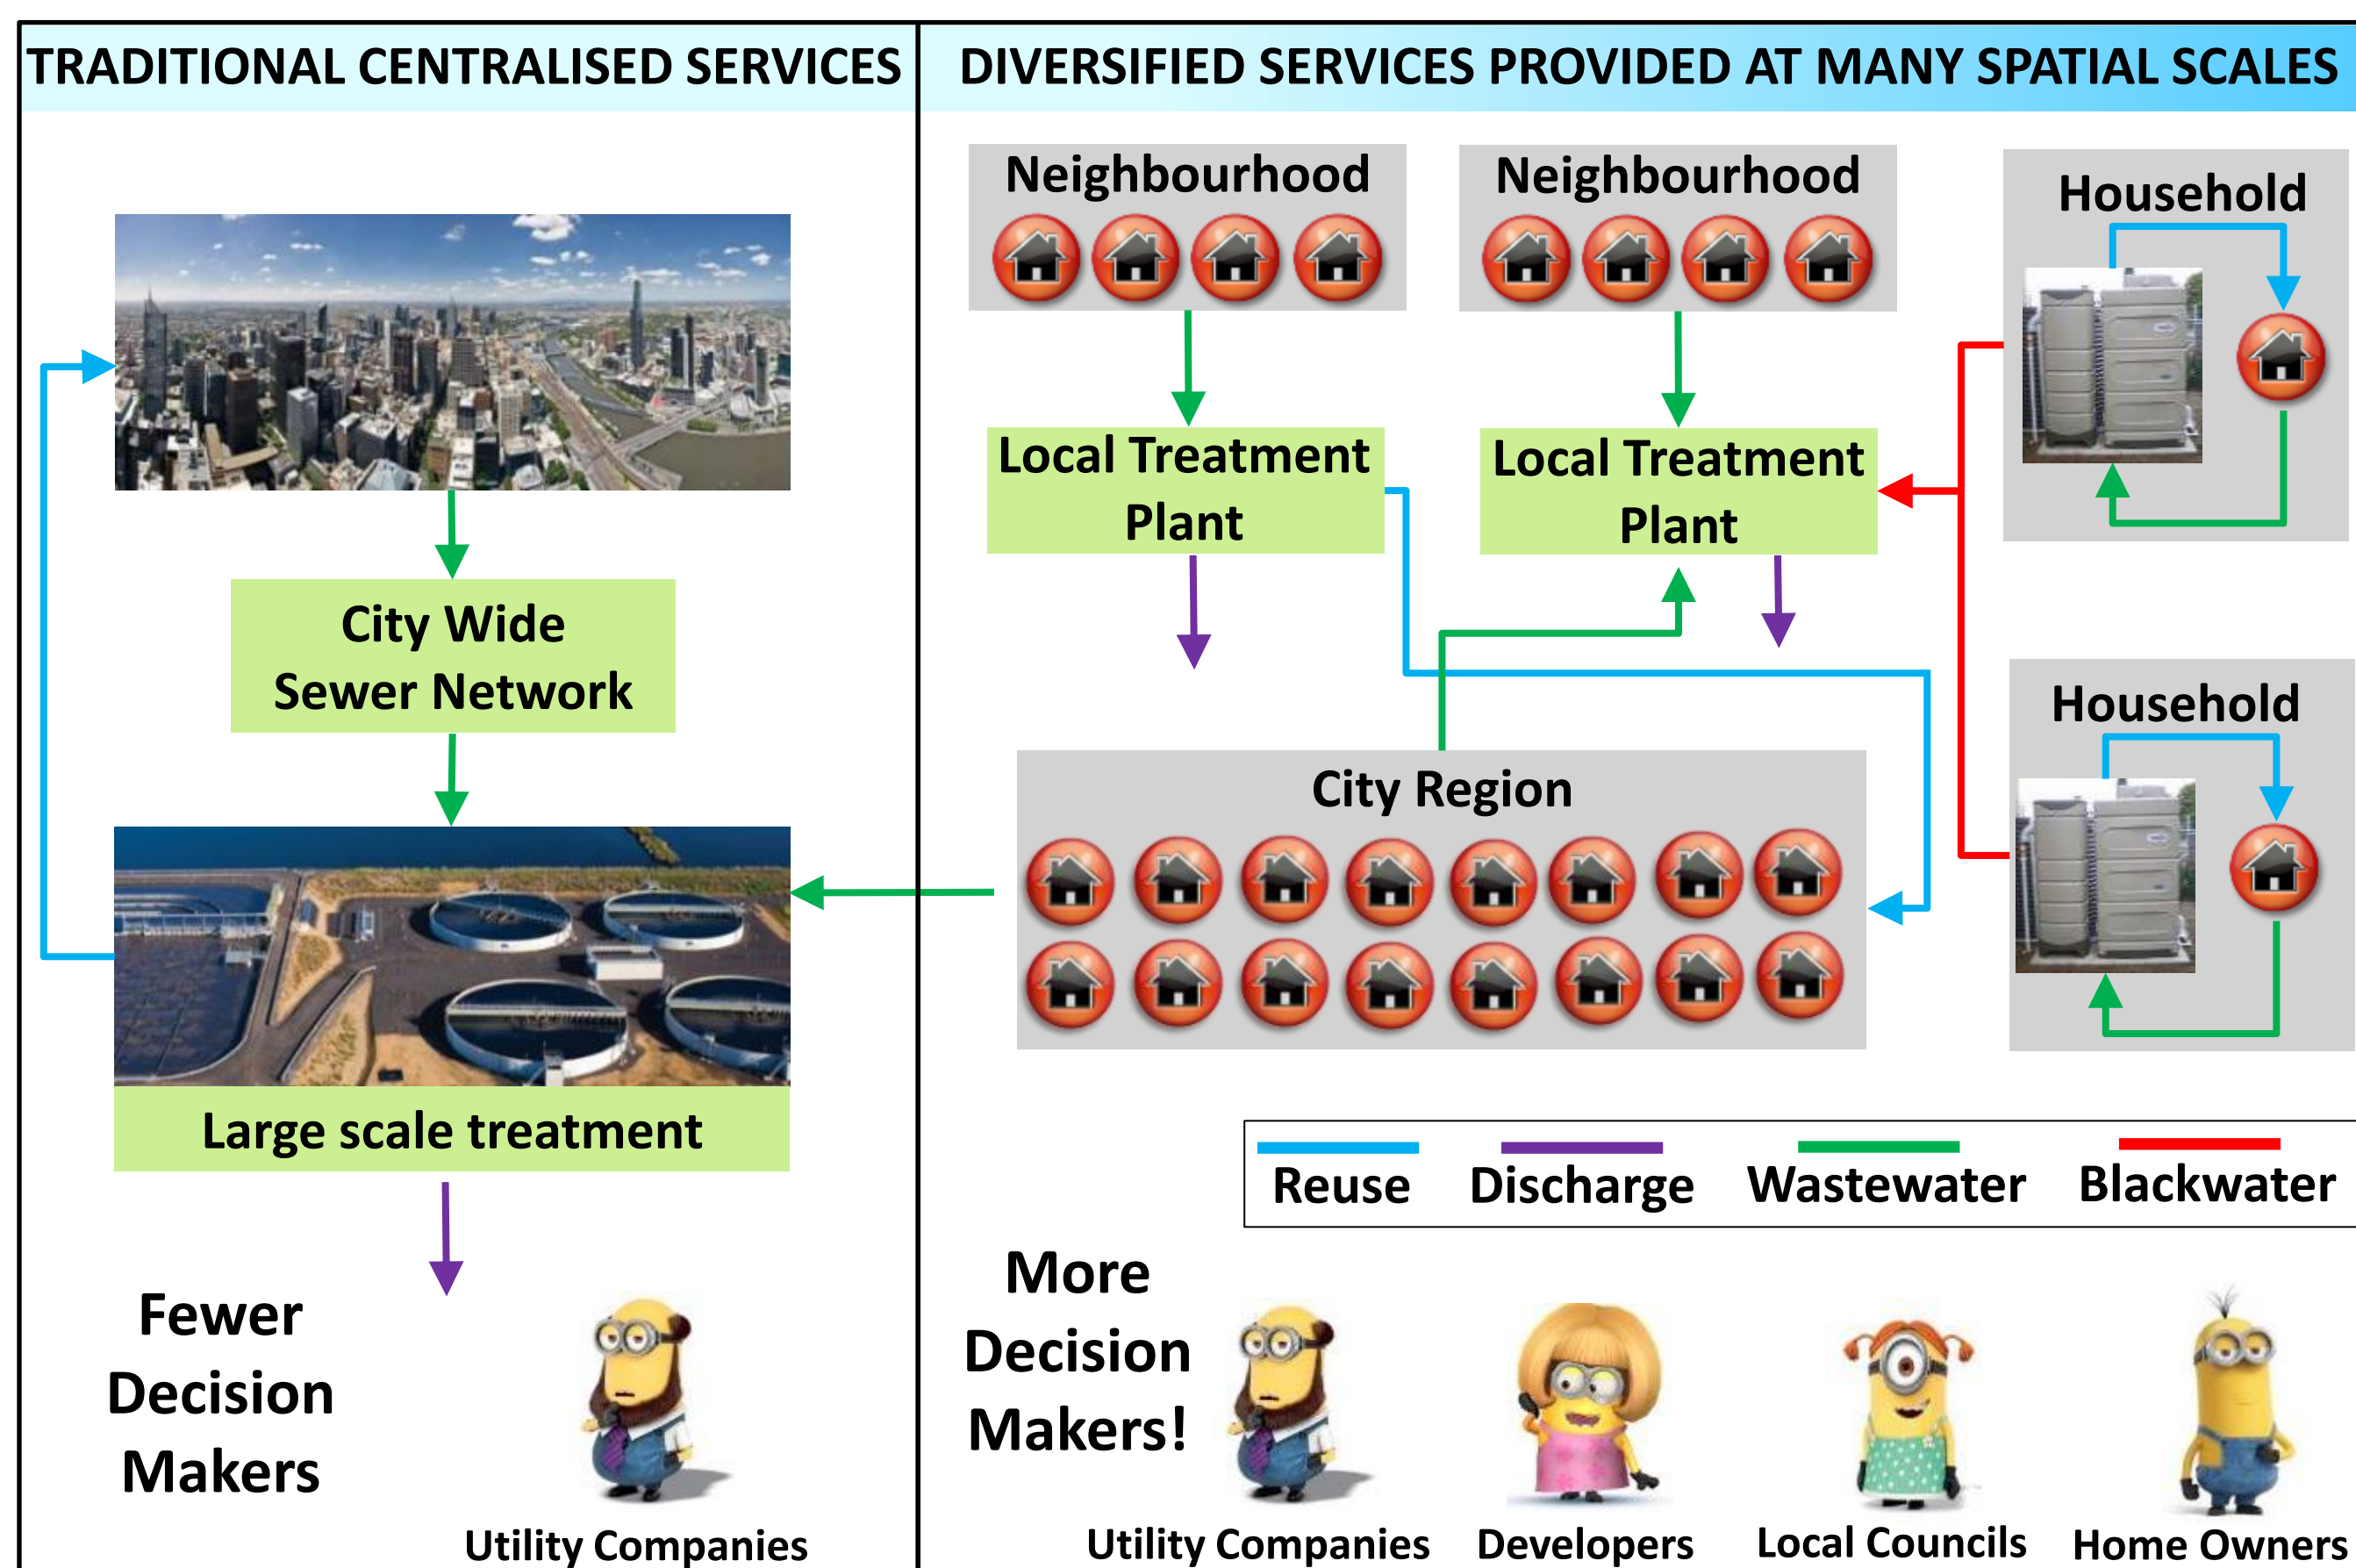 TRADITIONAL CENTRALISED SERVICES
City Wide
Sewer Network
Large scale treatment
Fewer
Decision
Makers
Utility Companies
DIVERSIFIED SERVICES PROVIDED AT MANY SPATIAL SCALES
Neighbourhood
Neighbourhood
Household
Local Treatment
Plant
Local Treatment
Plant
Household
City Region
Reuse
Discharge
Wastewater
Blackwater
More
Decision
Makers!
Utility Companies
Developers
Local Councils
Home Owners